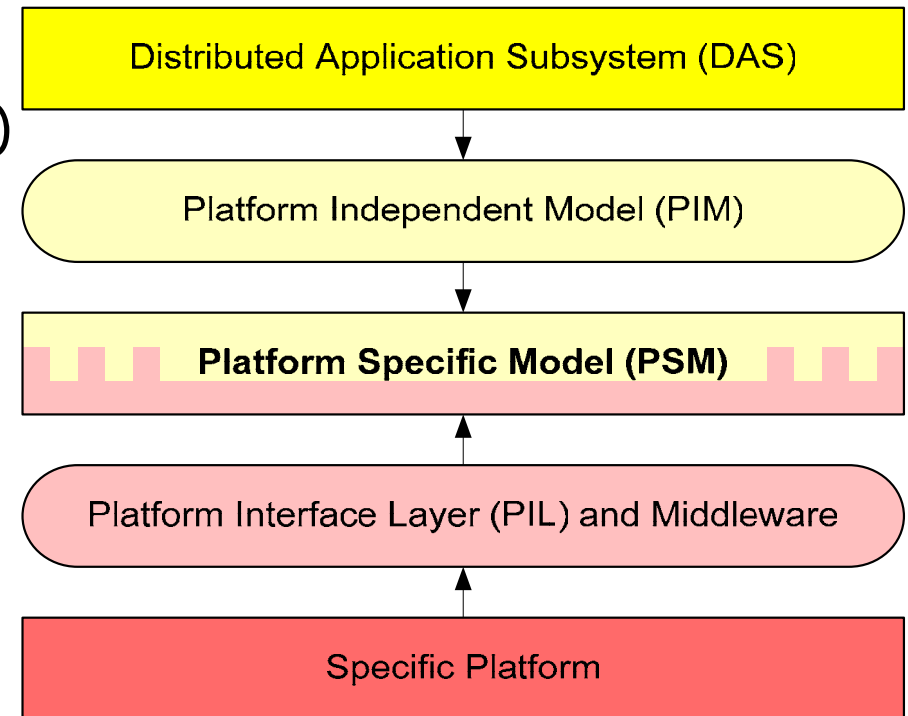 Distributed Application Subsystem (DAS)
)
Platform Independent Model (PIM)
Platform Specific Model (PSM)
Platform Interface Layer (PIL) and Middleware
Specific Platform